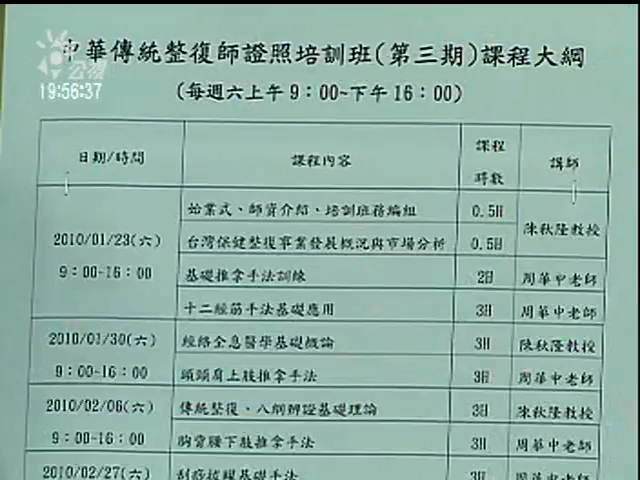 中華傳統整復師證照培訓班(第三期)課程大綱
公視
19:56:37
(每週六上午9：00~下午16：00)
日期/時間 課程內容 課程時數 講師
2010/01/23(六) 9：00-16：00
始業式、師資介紹、培訓班務編組 0.5H 陳秋隆教授
台灣保健整復事業發展概況與市場分析 0.5H
基礎推拿手法訓練 2H 周華中老師
十二經筋手法基礎應用 3H 周華中老師
2010/01/30(六) 9：00-16：00
經絡全息醫學基礎概論 3H 陳秋隆教授
頭頸肩上肢推拿手法 3H 周華中老師
2010/02/06(六) 9：00-16：00
傳統整復、八綱辨證基礎理論 3H 陳秋隆教授
胸背腰下肢推拿手法 3H 周華中老師
2010/02/27(六)
刮痧拔罐基礎手法 3H 周華中老師